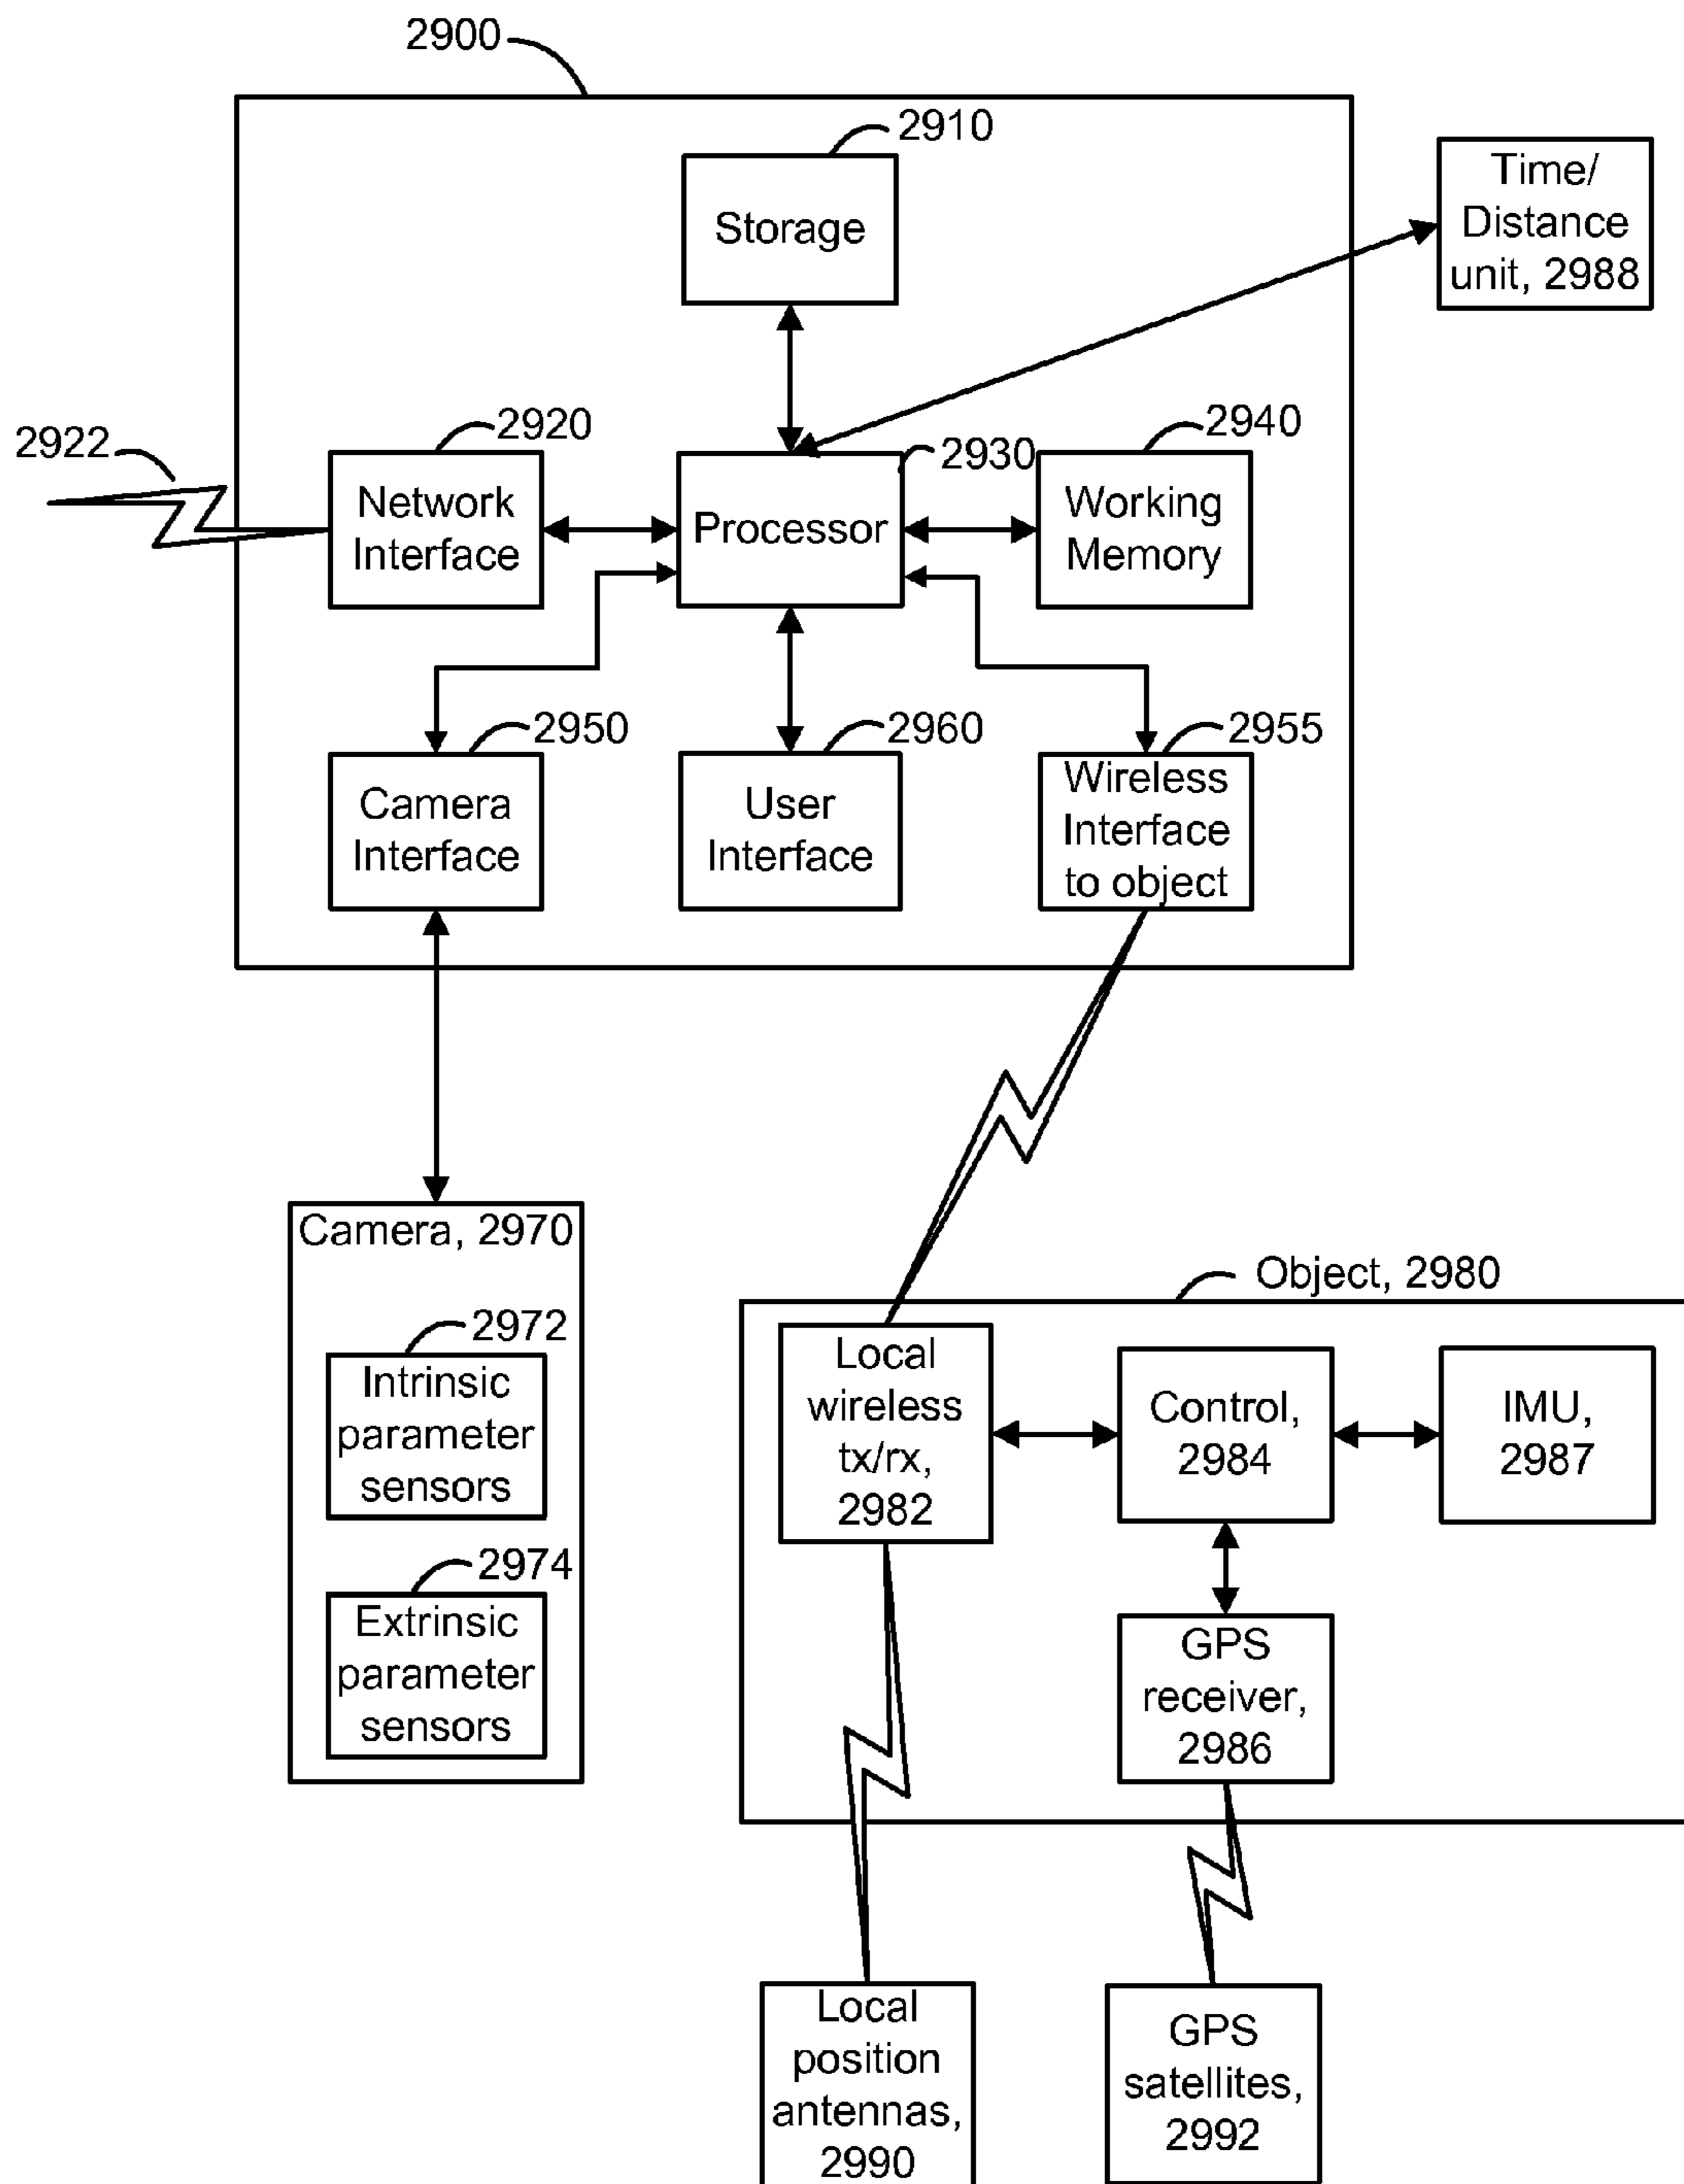 2900
2910
Storage
Time/
Distance
unit, 2988
2922
2920
2930
2940
Network
Interface
Processor
Working
Memory
2950
2960
2955
Camera
Interface
User
Interface
Wireless
Interface
to object
Camera, 2970
2972
Intrinsic
parameter
sensors
2974
Extrinsic
parameter
sensors
Object, 2980
Local
wireless
tx/rx,
2982
Control,
2984
IMU,
2987
GPS
receiver,
2986
Local
position
antennas,
2990
GPS
satellites,
2992